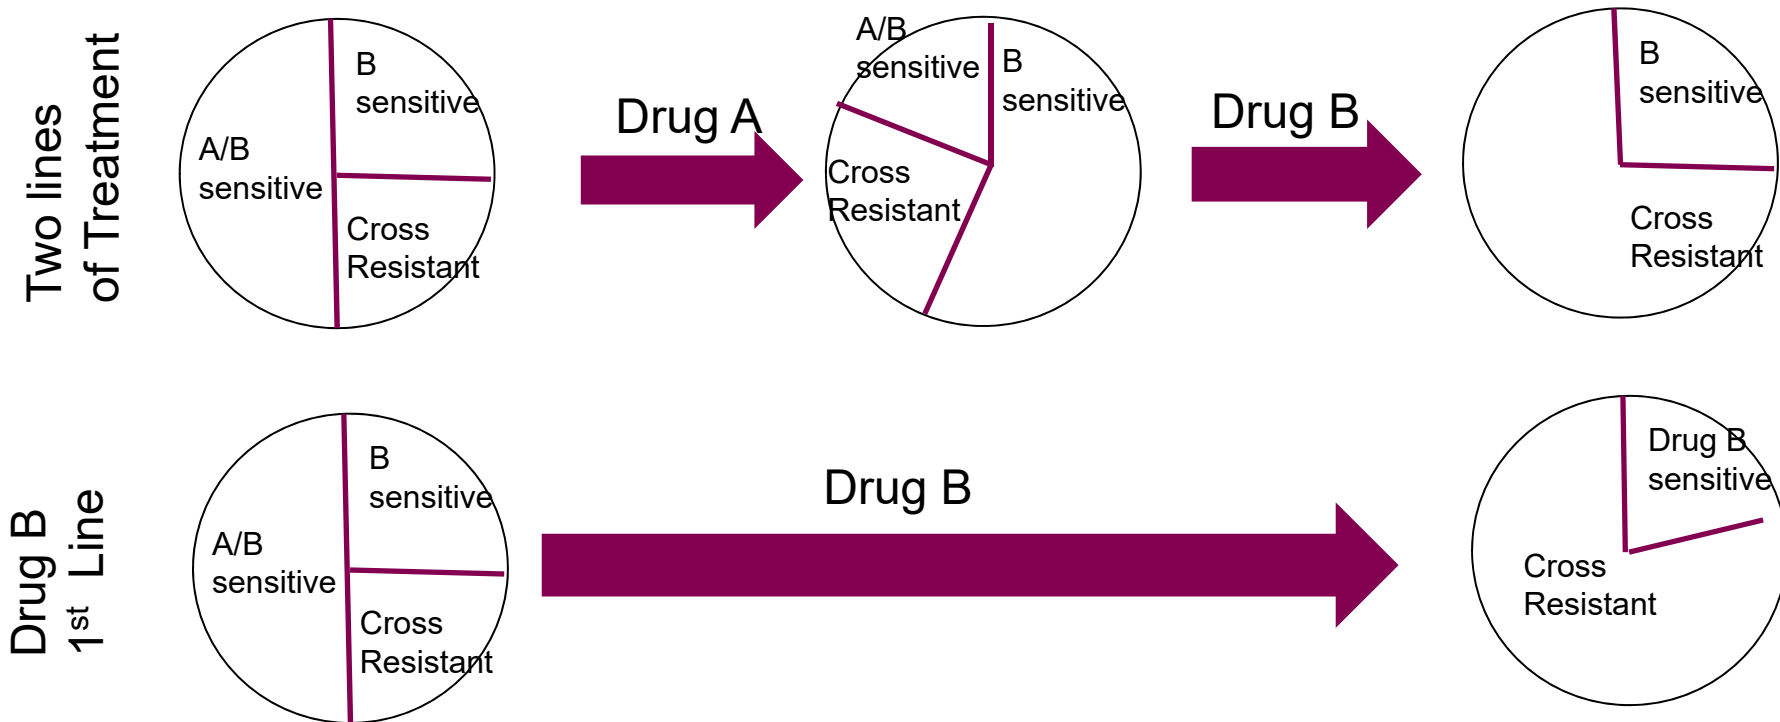 Two lines
of Treatment
A/B
sensitive
B
sensitive
Cross
Resistant
Drug A
A/B
sensitive
B
sensitive
Cross
Resistant
Drug B
B
sensitive
Cross
Resistant
Drug B
1st Line
A/B
sensitive
B
sensitive
Cross
Resistant
Drug B
Drug B
sensitive
Cross
Resistant